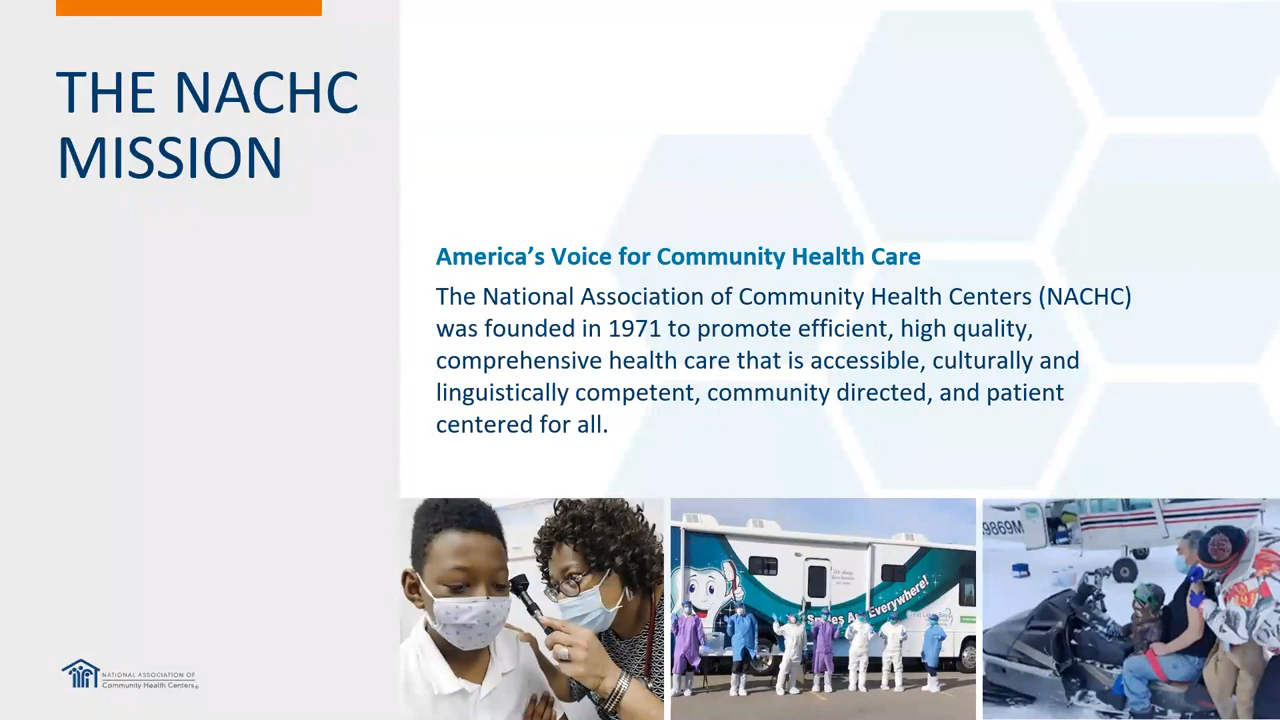 THE NACHC
MISSION
America's Voice for Community Health Care
The National Association of Community Health Centers (NACHC)
was founded in 1971 to promote efficient, high quality,
comprehensive health care that is accessible, culturally and
linguistically competent, community directed, and patient
centered for all.
9869M
Everywhere!
NATIONAL ASSOCIATION OF
Community Health Centers®